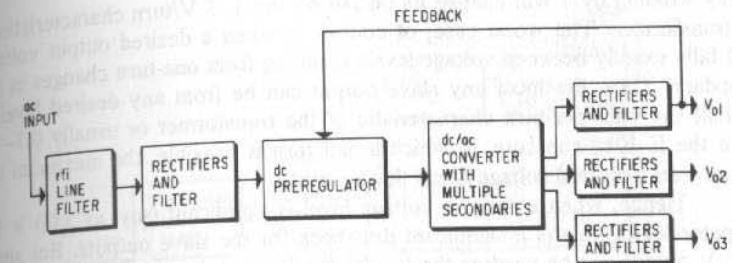 FEEDBACK
ac
INPUT
rfi
LINE
FILTER
RECTIFIERS
AND
FILTER
dc
PREREGULATOR
dc/ac
CONVERTER
WITH
MULTIPLE
SECONDARIES
RECTIFIERS
AND FILTER
Vo1
RECTIFIERS
AND FILTER
Vo2
RECTIFIERS
AND FILTER
Vo3